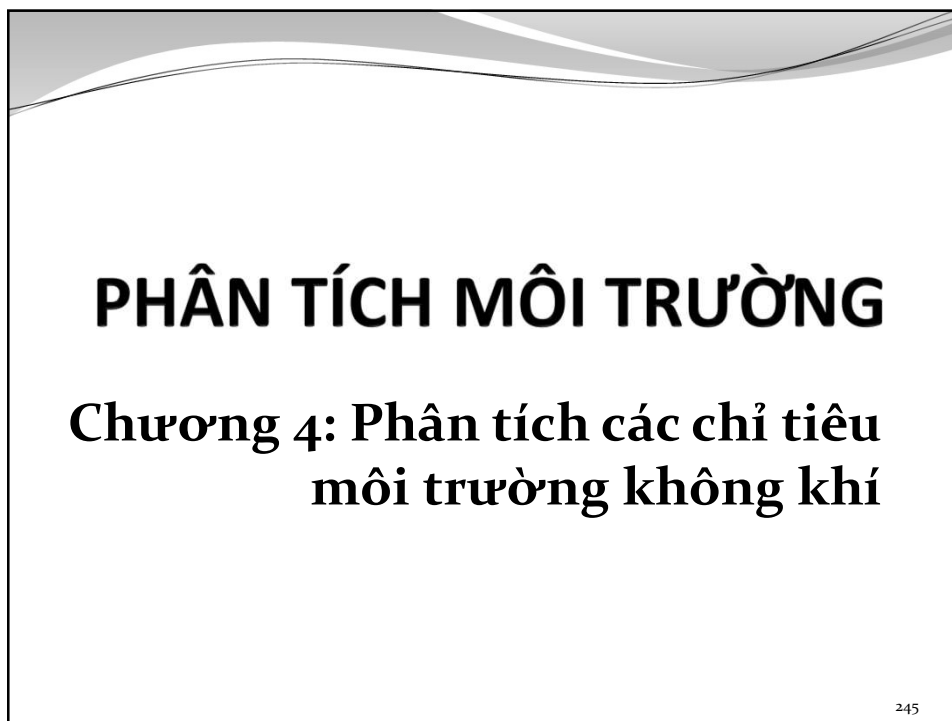 PHÂN TÍCH MÔI TRƯỜNG
Chương 4: Phân tích các chỉ tiêu
môi trường không khí
245